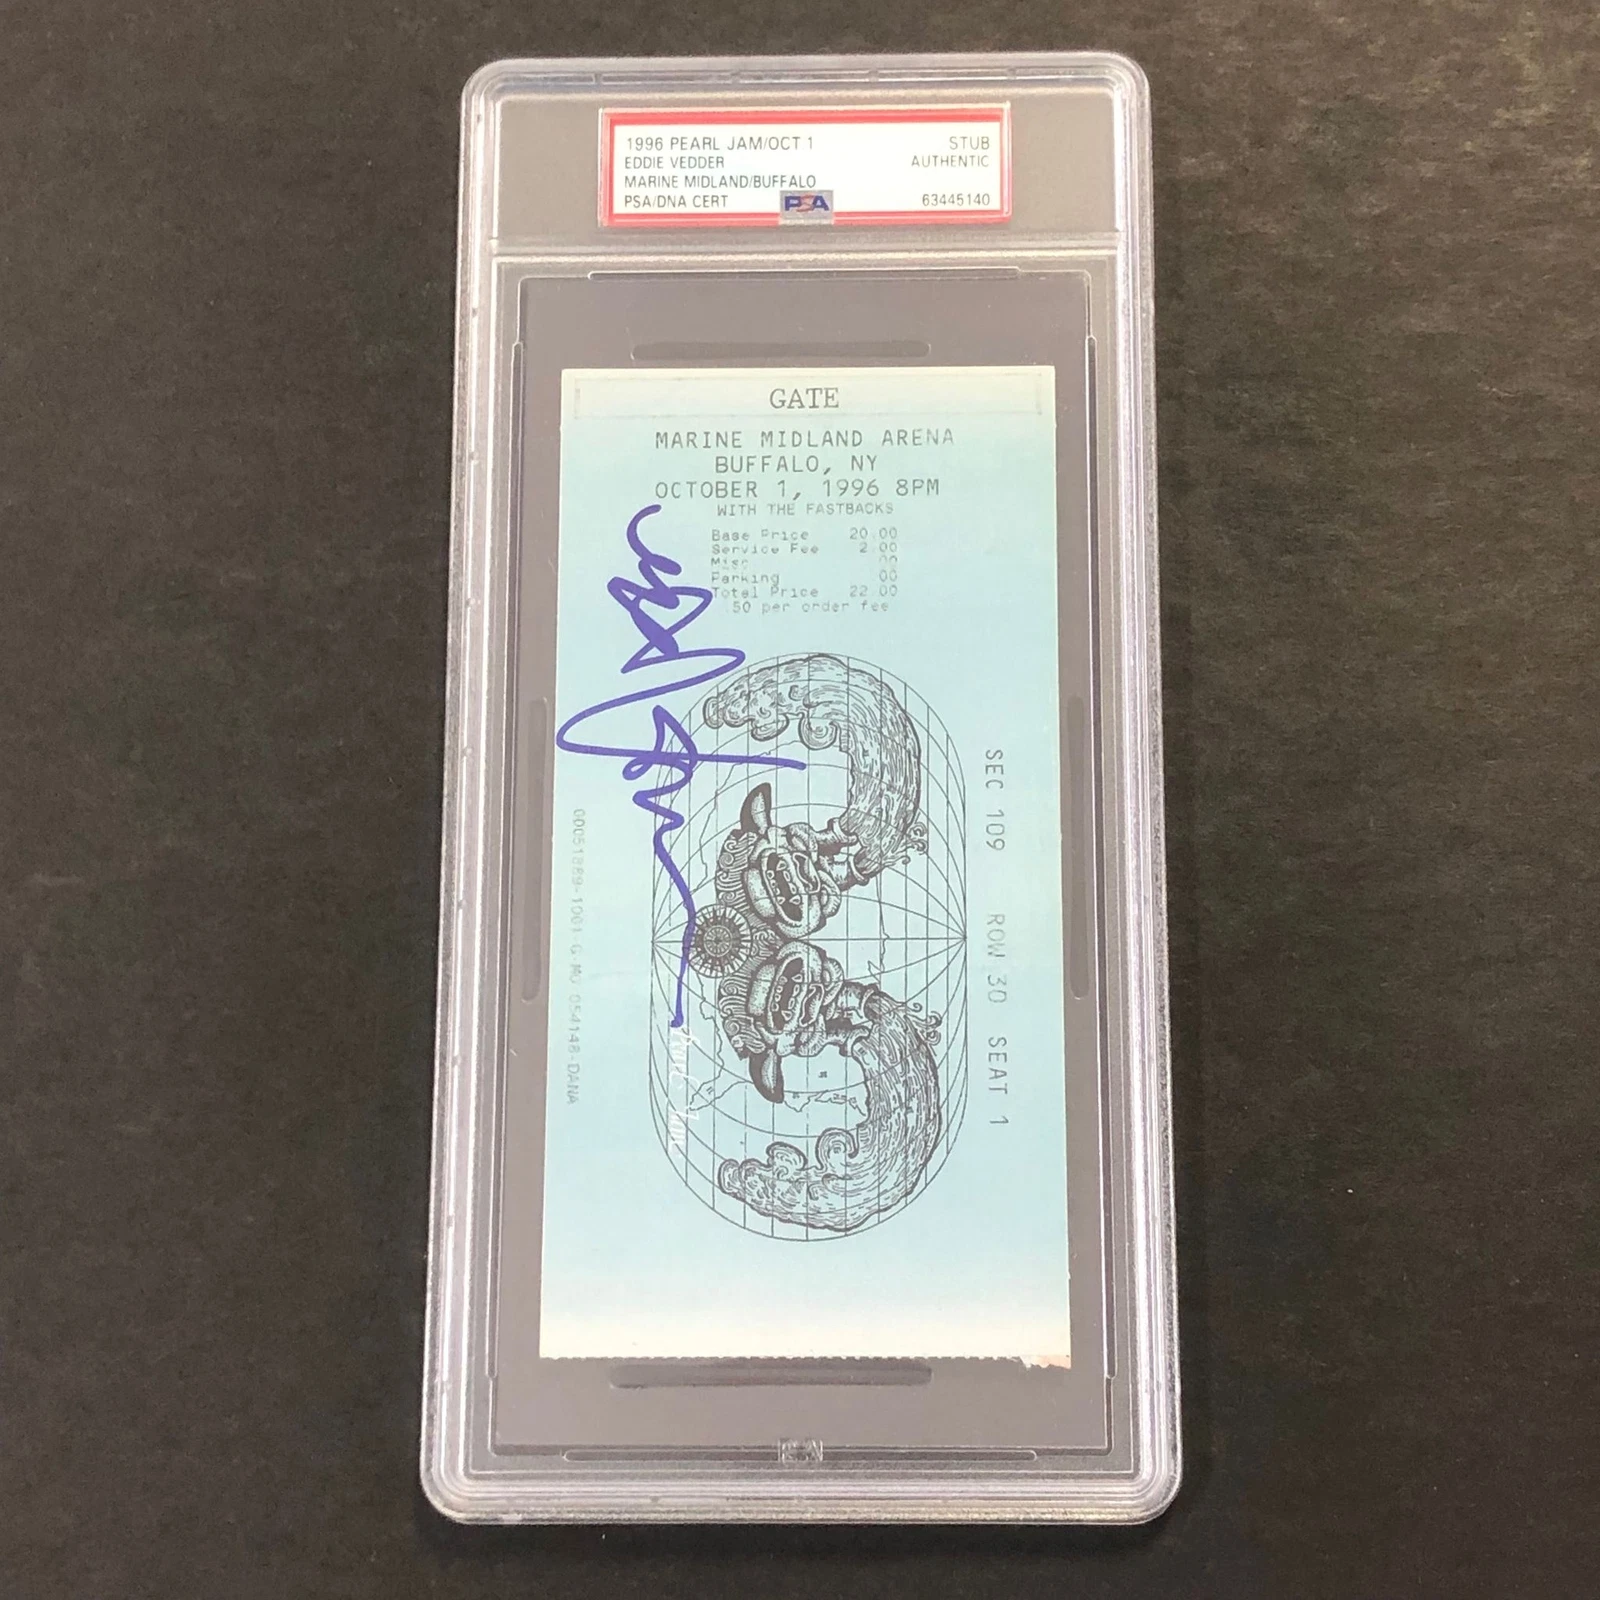 1996 PEARL JAM/OCT 1 STUB
EDDIE VEDDER AUTHENTIC
MARINE MIDLAND/BUFFALO
PSA/DNA CERT PSA 63445140
GATE
MARINE MIDLAND ARENA
BUFFALO, NY
OCTOBER 1, 1996 8PM
WITH THE FASTBACKS
Base Price 20.00
Service Fee 2.00
Misc .00
Parking .00
Total Price 22.00
.50 per order fee
SEC 109 ROW 30 SEAT 1
Pearl Jam